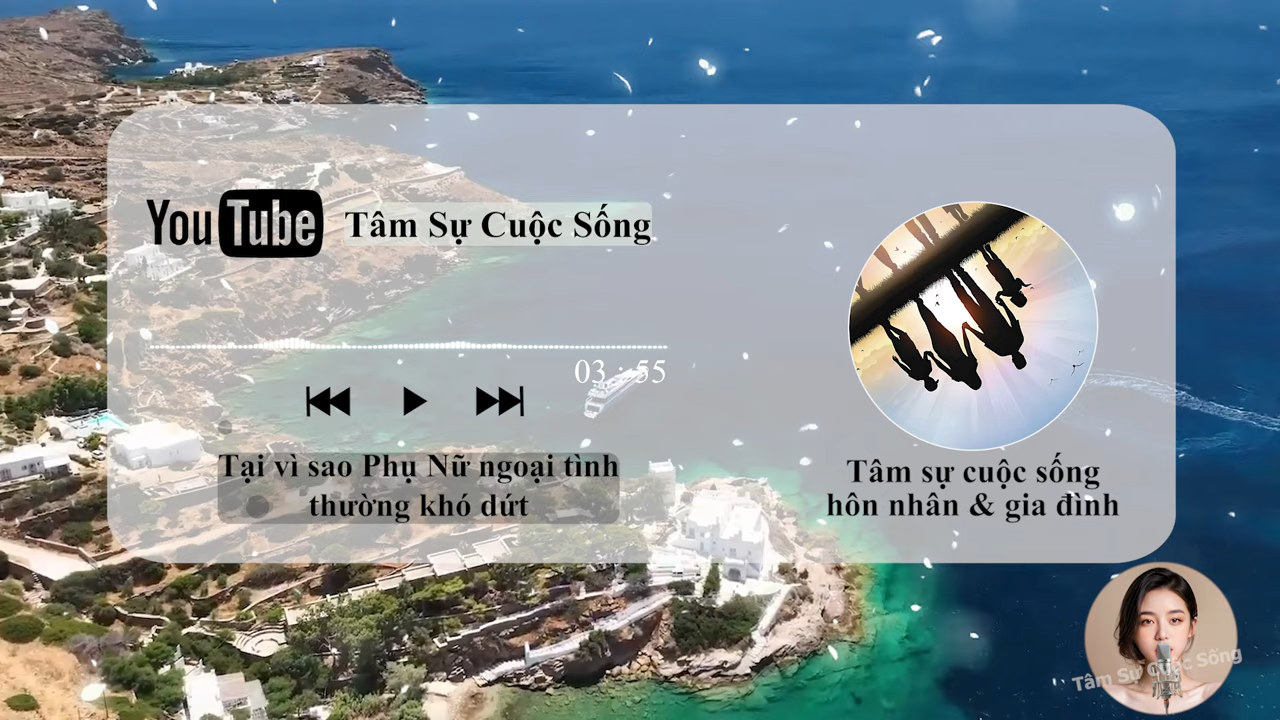 YouTube Tâm Sự Cuộc Sống
03 : 55
Tại vì sao Phụ Nữ ngoại tình
thường khó dứt
Tâm sự cuộc sống
hôn nhân & gia đình
Tâm Sự Cuộc Sống